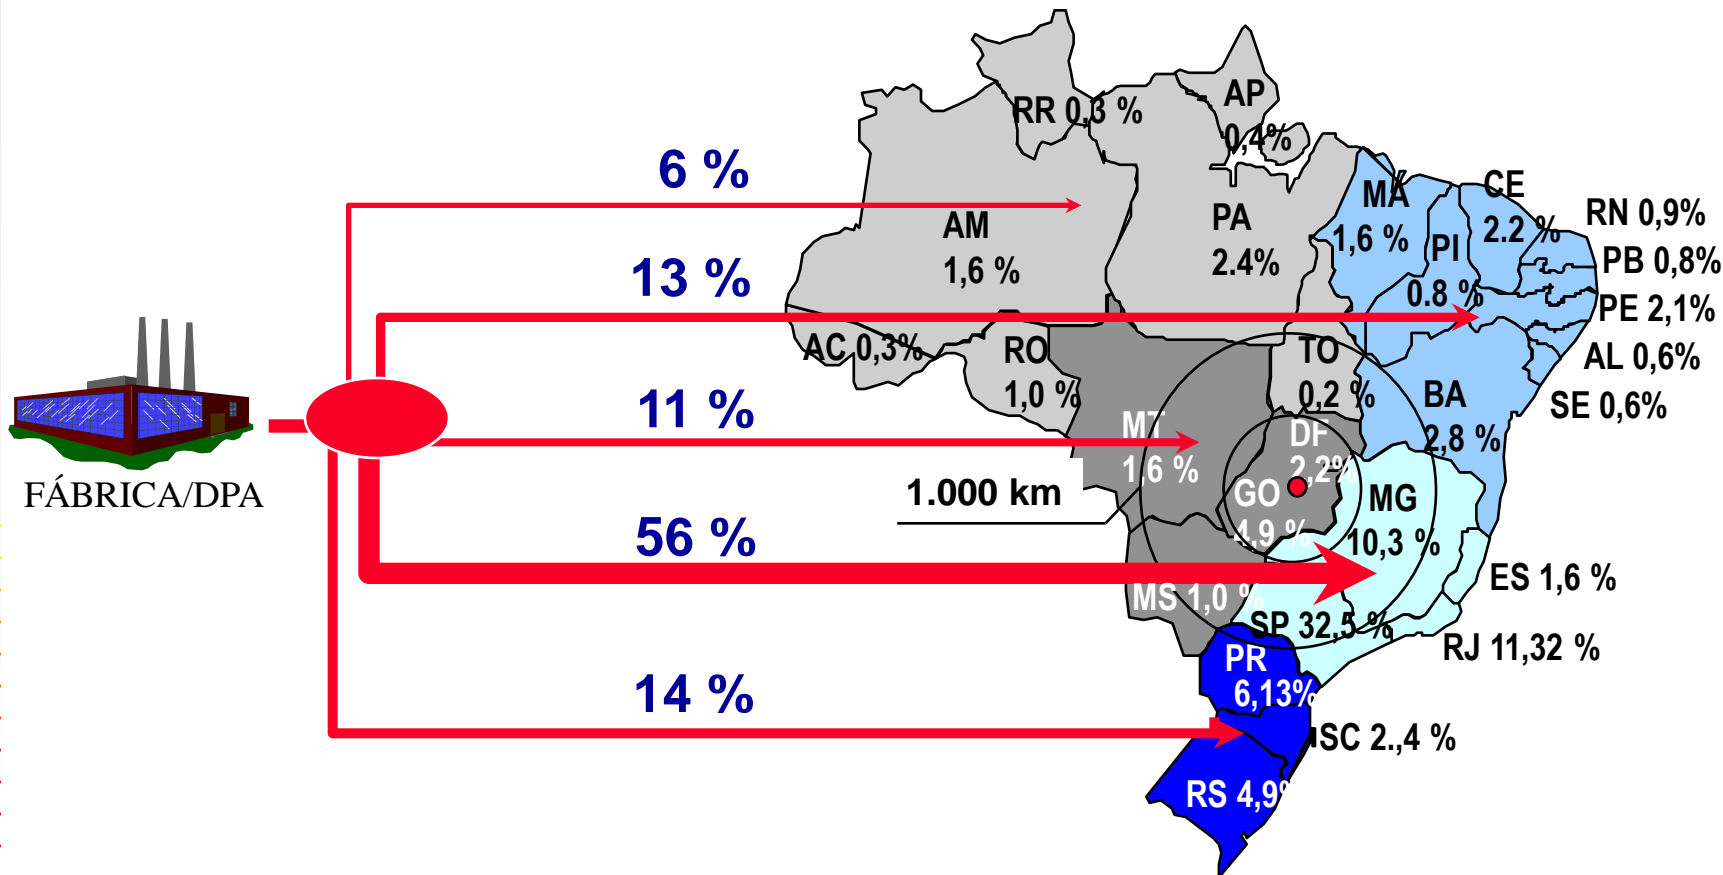 RR 0,3 %
AP
0,4%
6 %
AM
1,6 %
PA
2.4%
MA
1,6 %
PI
0.8 %
CE
2.2 %
RN 0,9%
PB 0,8%
PE 2,1%
AL 0,6%
SE 0,6%
13 %
AC 0,3%
RO
1,0 %
TO
0,2 %
BA
2,8 %
11 %
MT
1,6 %
DF
2,2%
GO
4.9 %
MG
10,3 %
1.000 km
FÁBRICA/DPA
56 %
ES 1,6 %
MS 1,0 %
SP 32,5 %
RJ 11,32 %
PR
6,13%
14 %
SC 2.,4 %
RS 4,9%